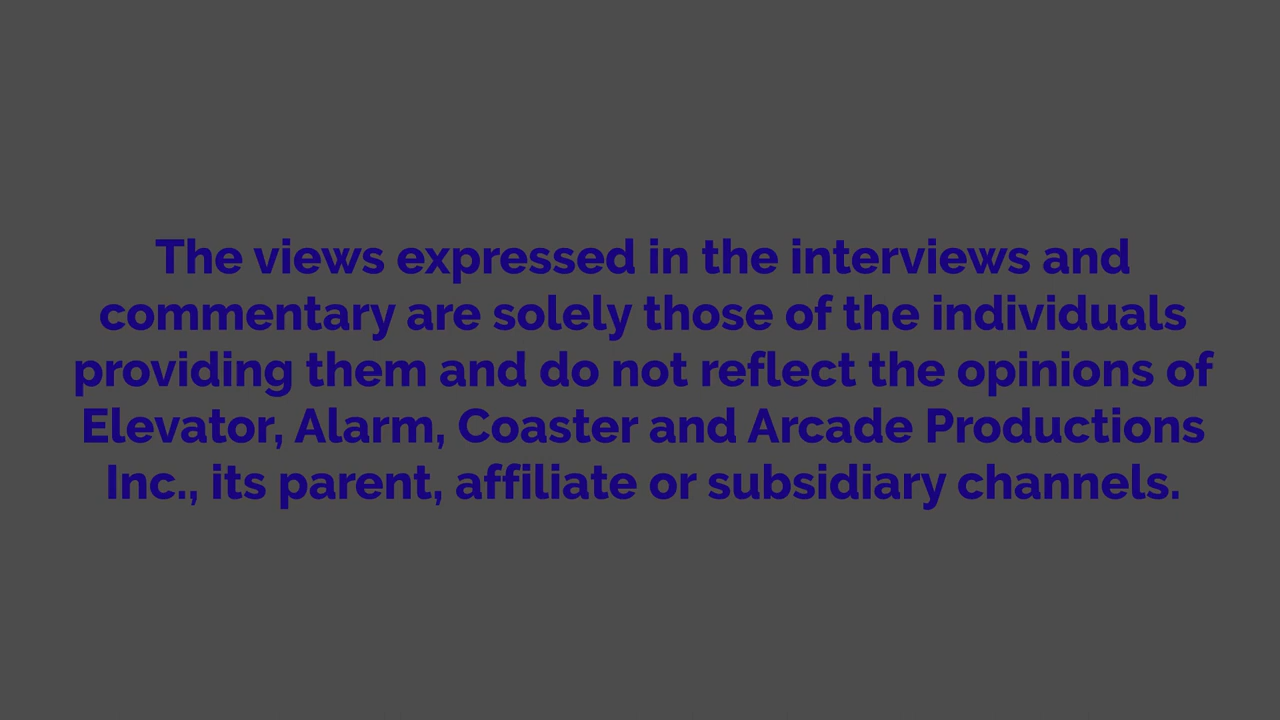 The views expressed in the interviews and
commentary are solely those of the individuals
providing them and do not reflect the opinions of
Elevator, Alarm, Coaster and Arcade Productions
Inc., its parent, affiliate or subsidiary channels.